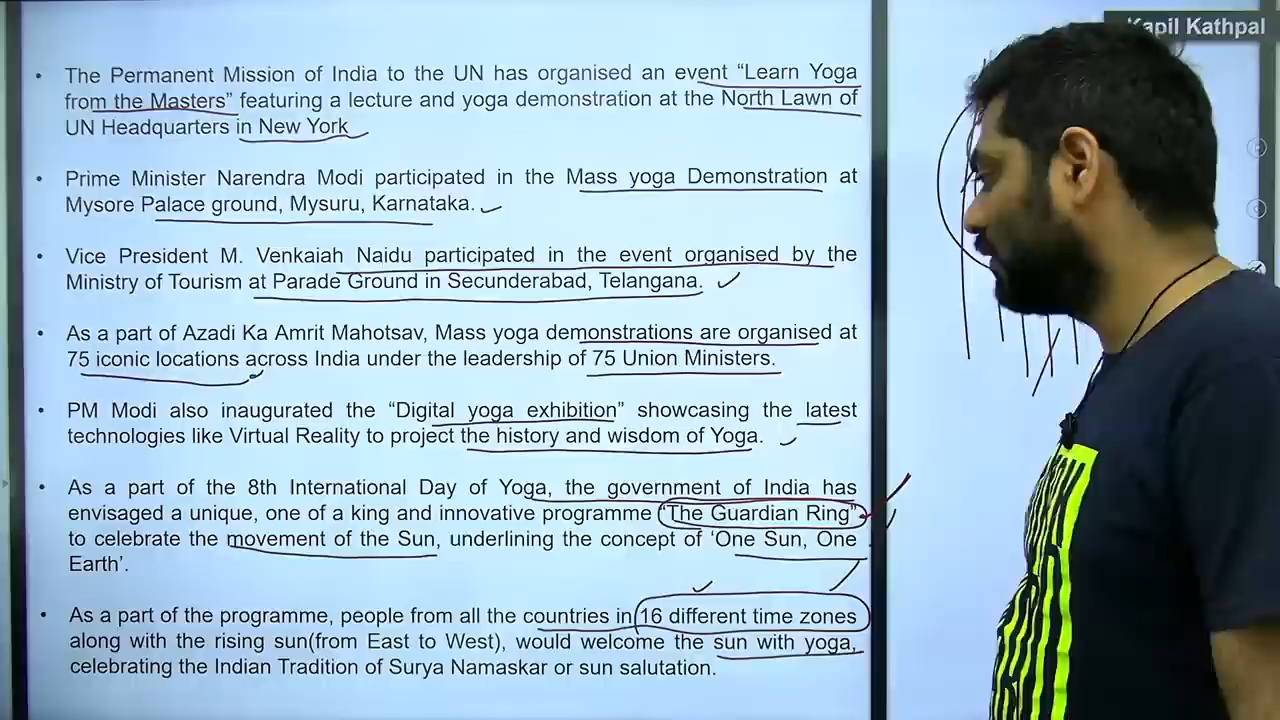 Kapil Kathpal
• The Permanent Mission of India to the UN has organised an event “Learn Yoga
from the Masters” featuring a lecture and yoga demonstration at the North Lawn of
UN Headquarters in New York
• Prime Minister Narendra Modi participated in the Mass yoga Demonstration at
Mysore Palace ground, Mysuru, Karnataka.
• Vice President M. Venkaiah Naidu participated in the event organised by the
Ministry of Tourism at Parade Ground in Secunderabad, Telangana.
• As a part of Azadi Ka Amrit Mahotsav, Mass yoga demonstrations are organised at
75 iconic locations across India under the leadership of 75 Union Ministers.
• PM Modi also inaugurated the “Digital yoga exhibition” showcasing the latest
technologies like Virtual Reality to project the history and wisdom of Yoga.
• As a part of the 8th International Day of Yoga, the government of India has
envisaged a unique, one of a king and innovative programme “The Guardian Ring”
to celebrate the movement of the Sun, underlining the concept of ‘One Sun, One
Earth’.
• As a part of the programme, people from all the countries in 16 different time zones
along with the rising sun(from East to West), would welcome the sun with yoga,
celebrating the Indian Tradition of Surya Namaskar or sun salutation.